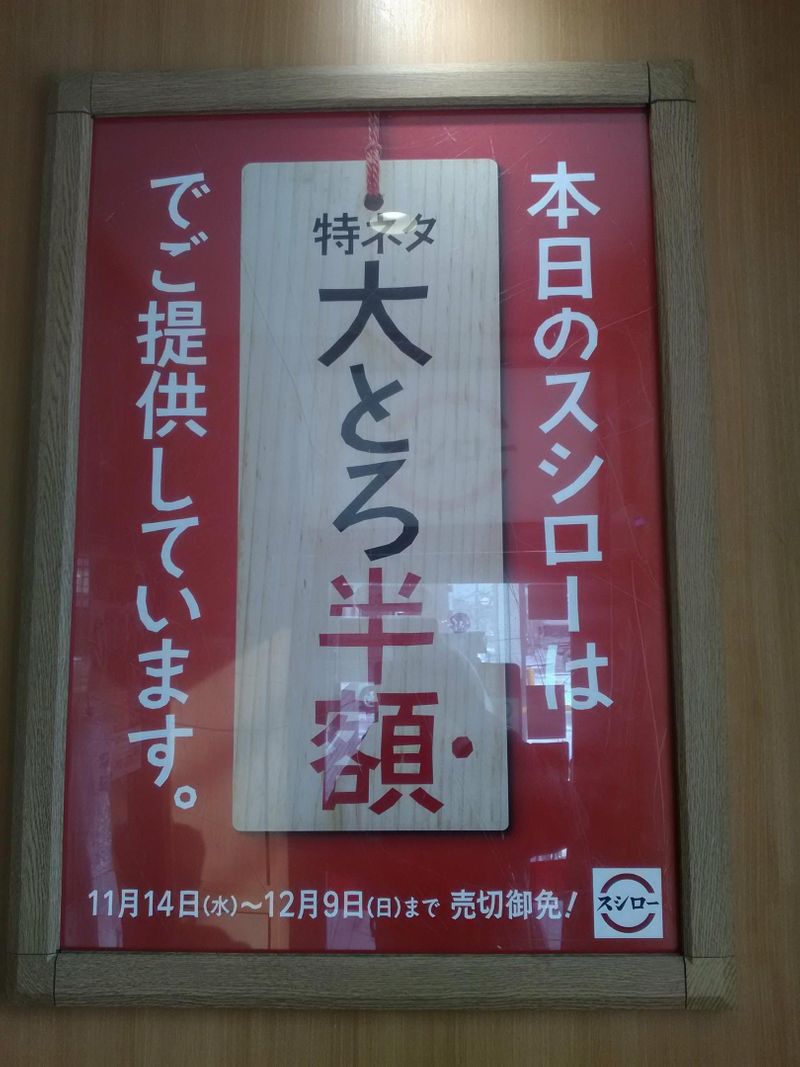 本日のスシローは
特ネタ
大とろ半額
でご提供しています。
11月14日(水)〜12月9日(日)まで 売切御免!
スシロー